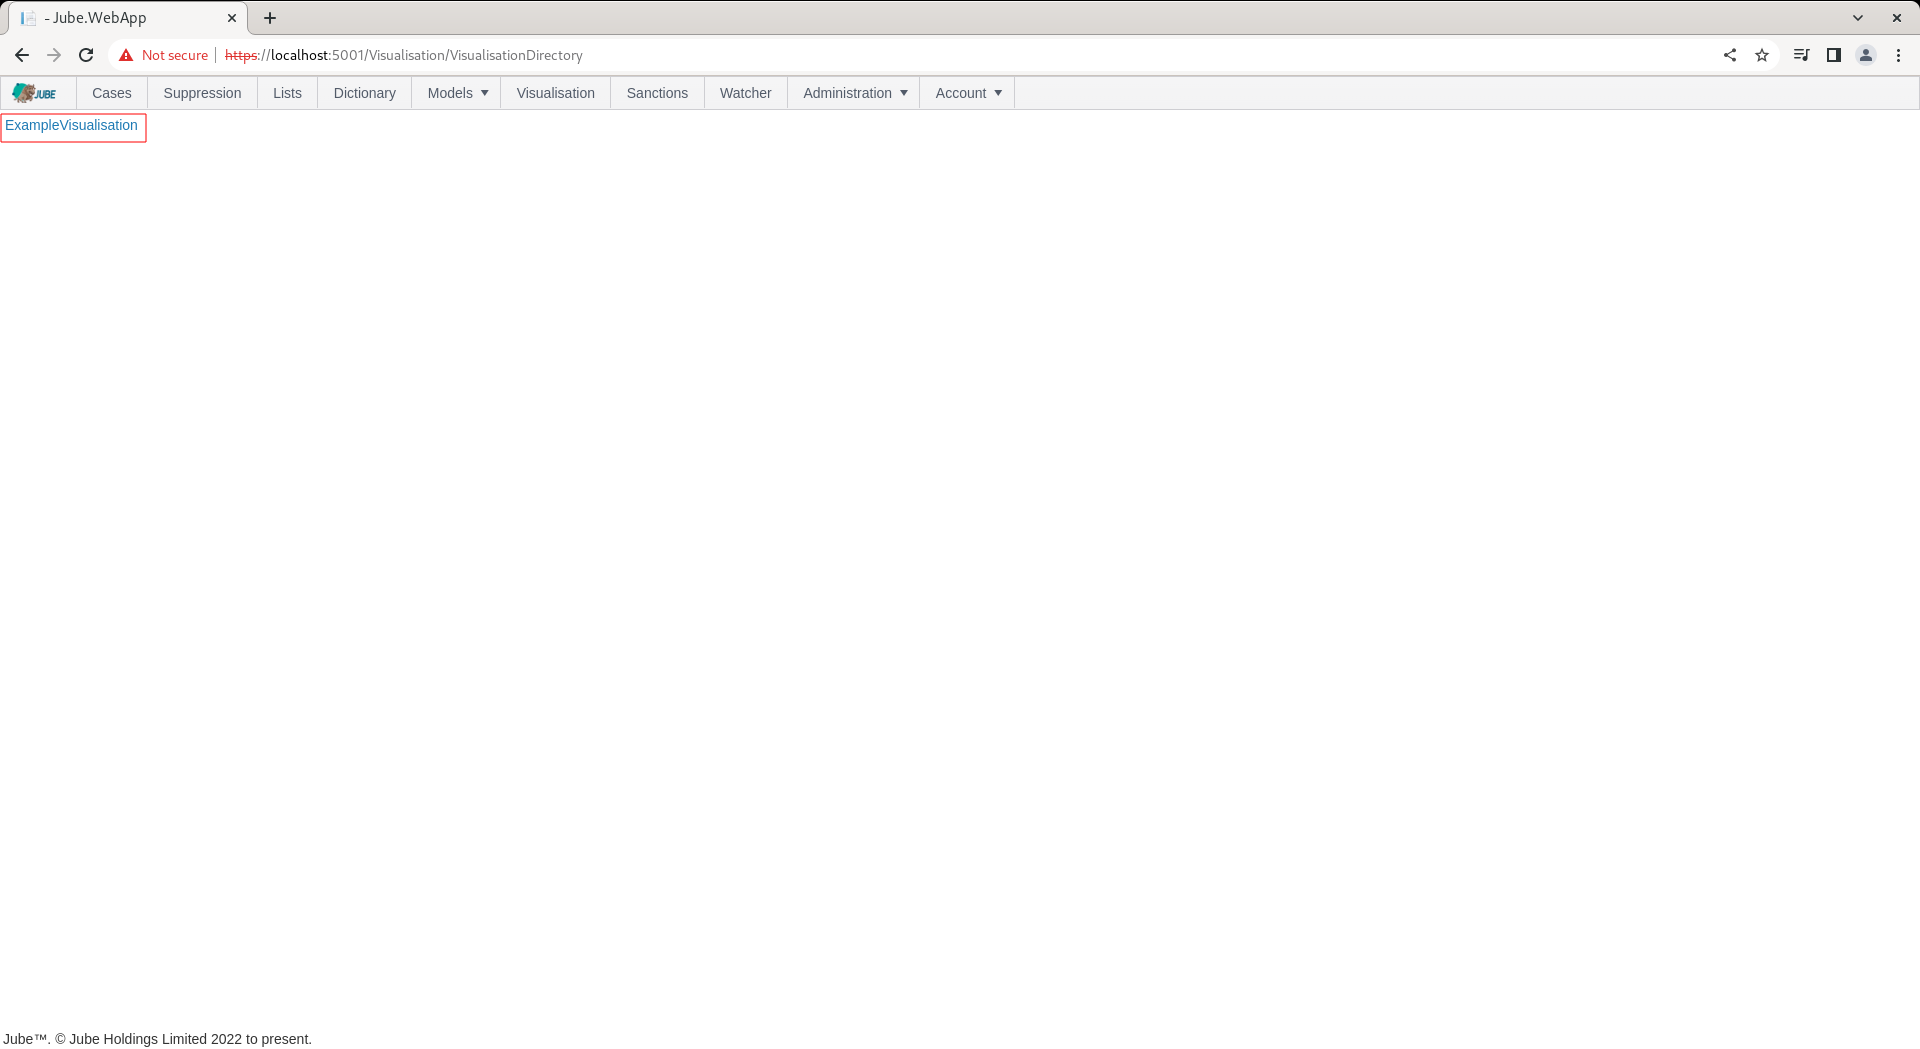 - Jube.WebApp
Not secure https://localhost:5001/Visualisation/VisualisationDirectory
JUBE Cases Suppression Lists Dictionary Models Visualisation Sanctions Watcher Administration Account
ExampleVisualisation
Jube™. © Jube Holdings Limited 2022 to present.